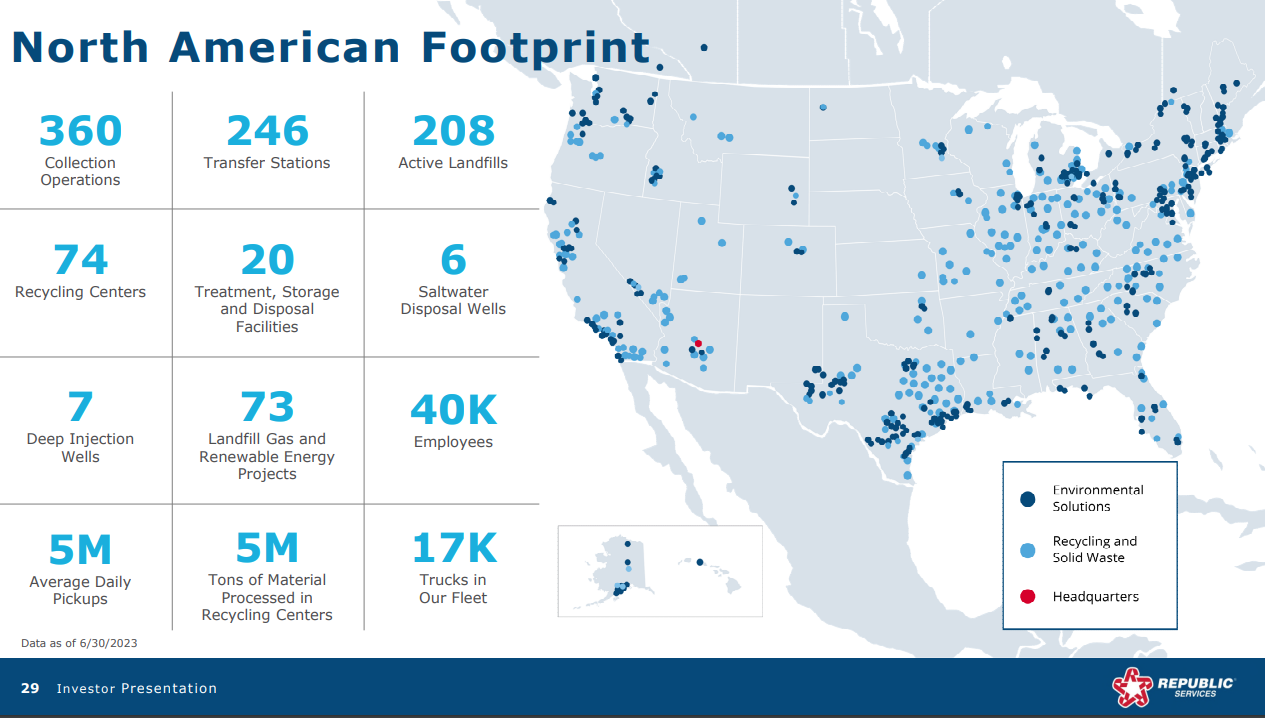 North American Footprint
360
Collection
Operations
246
Transfer Stations
208
Active Landfills
74
Recycling Centers
20
Treatment, Storage
and Disposal
Facilities
6
Saltwater
Disposal Wells
7
Deep Injection
Wells
73
Landfill Gas and
Renewable Energy
Projects
40K
Employees
5M
Average Daily
Pickups
5M
Tons of Material
Processed in
Recycling Centers
17K
Trucks in
Our Fleet
Environmental
Solutions
Recycling and
Solid Waste
Headquarters
Data as of 6/30/2023
29 Investor Presentation
REPUBLIC
SERVICES